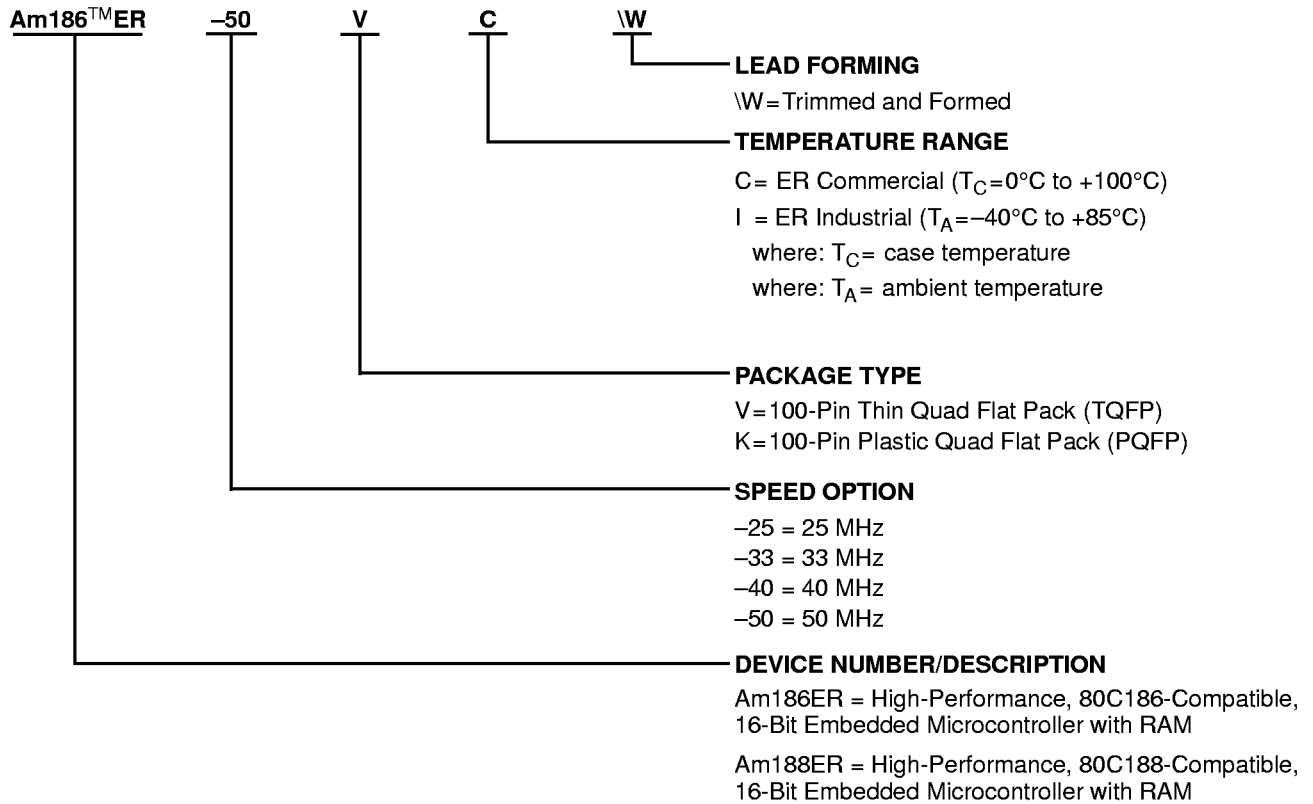 Am186™ER –50 V C \W
LEAD FORMING
\W=Trimmed and Formed
TEMPERATURE RANGE
C= ER Commercial (TC=0°C to +100°C)
I = ER Industrial (TA=–40°C to +85°C)
where: TC= case temperature
where: TA= ambient temperature
PACKAGE TYPE
V=100-Pin Thin Quad Flat Pack (TQFP)
K=100-Pin Plastic Quad Flat Pack (PQFP)
SPEED OPTION
–25 = 25 MHz
–33 = 33 MHz
–40 = 40 MHz
–50 = 50 MHz
DEVICE NUMBER/DESCRIPTION
Am186ER = High-Performance, 80C186-Compatible,
16-Bit Embedded Microcontroller with RAM
Am188ER = High-Performance, 80C188-Compatible,
16-Bit Embedded Microcontroller with RAM